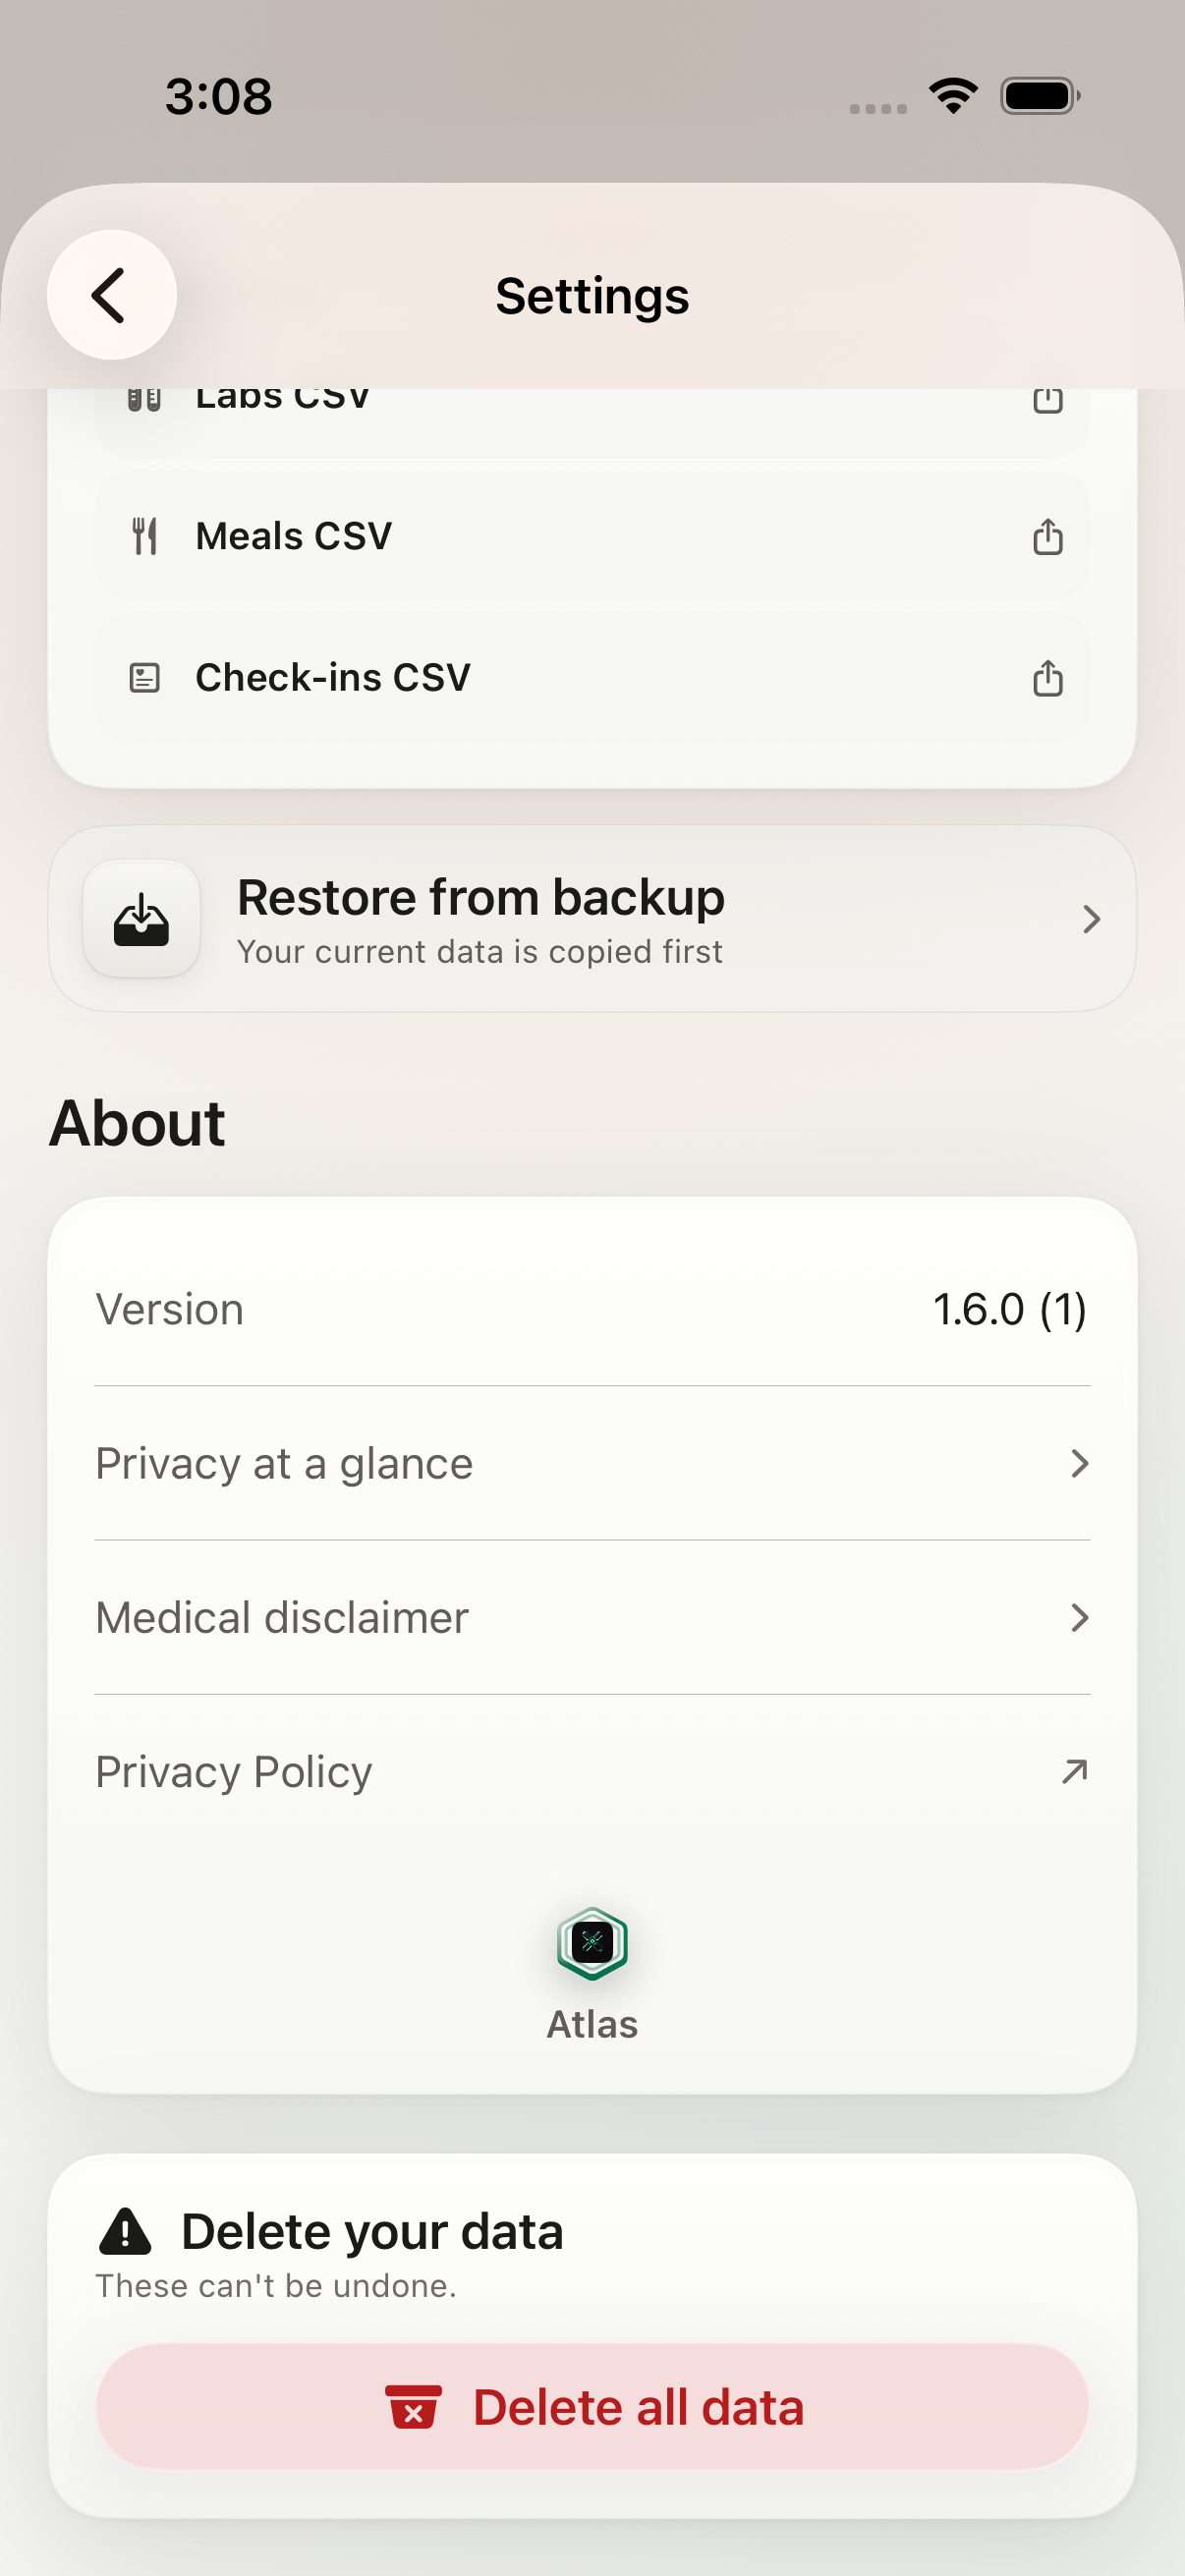 3:08
Settings
Labs CSV
Meals CSV
Check-ins CSV
Restore from backup
Your current data is copied first
About
Version 1.6.0 (1)
Privacy at a glance
Medical disclaimer
Privacy Policy
Atlas
Delete your data
These can't be undone.
Delete all data